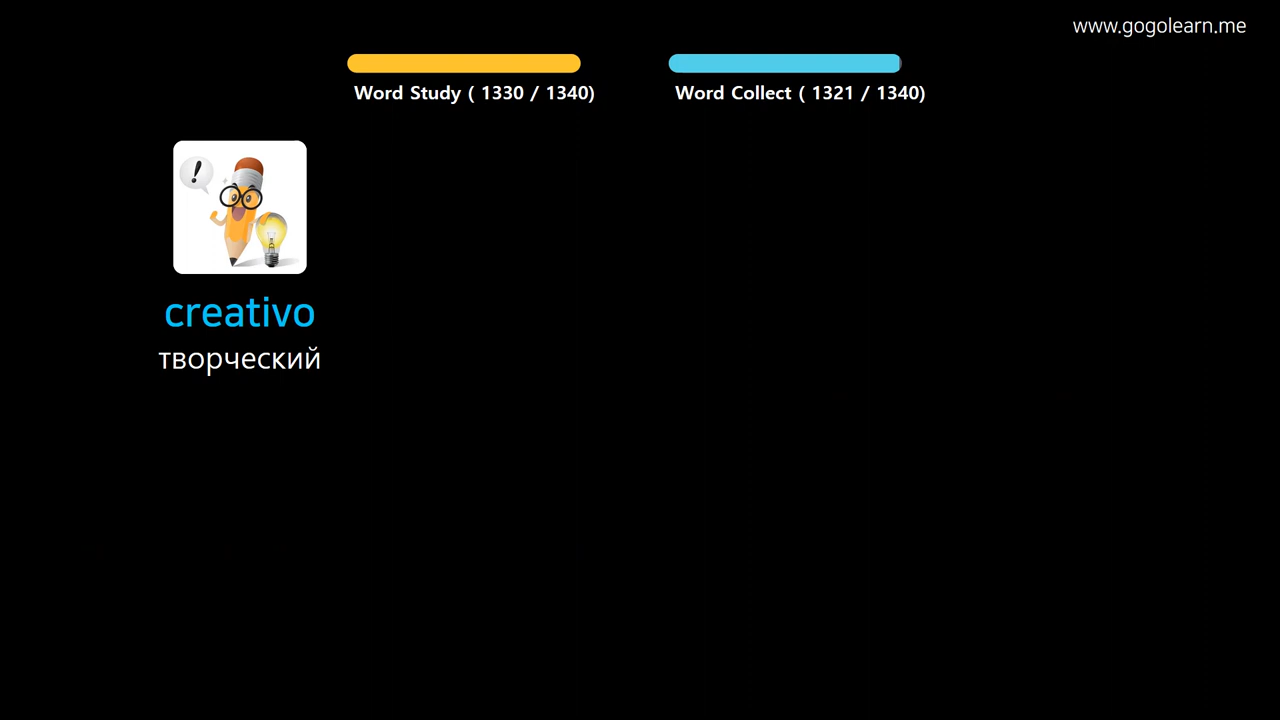 www.gogolearn.me
Word Study ( 1330 / 1340)
Word Collect ( 1321 / 1340)
!
creativo
творческий